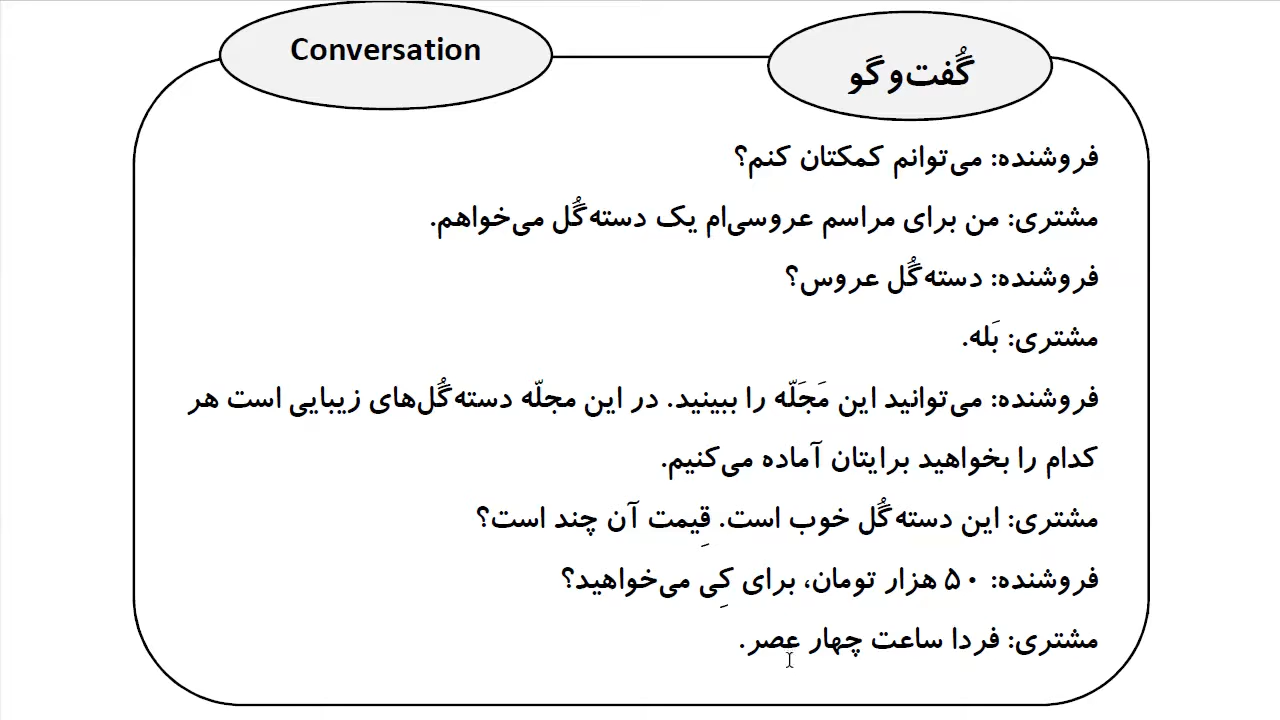 Conversation
گُفت‌و‌گو
فروشنده: می‌توانم کمکتان کنم؟
مشتری: من برای مراسم عروسی‌ام یک دسته‌گُل می‌خواهم.
فروشنده: دسته‌گُل عروس؟
مشتری: بَله.
فروشنده: می‌توانید این مَجَلّه را ببینید. در این مجلّه دسته‌گُل‌های زیبایی است هر
کدام را بخواهید برایتان آماده می‌کنیم.
مشتری: این دسته‌گُل خوب است. قِیمت آن چند است؟
فروشنده: ۵۰ هزار تومان، برای کِی می‌خواهید؟
مشتری: فردا ساعت چهار عصر.